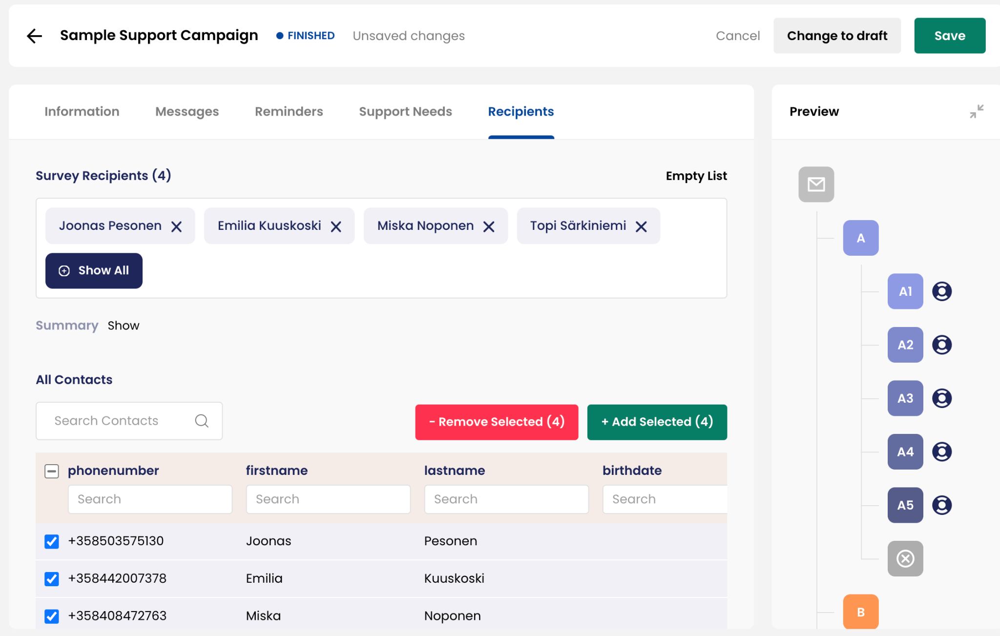 Sample Support Campaign FINISHED Unsaved changes Cancel Change to draft Save
Information Messages Reminders Support Needs Recipients
Preview
Survey Recipients (4) Empty List
Joonas Pesonen Emilia Kuuskoski Miska Noponen Topi Särkiniemi
Show All
Summary Show
All Contacts
Search Contacts - Remove Selected (4) + Add Selected (4)
phonenumber firstname lastname birthdate
Search Search Search Search
+358503575130 Joonas Pesonen
+358442007378 Emilia Kuuskoski
+358408472763 Miska Noponen
A
A1
A2
A3
A4
A5
B